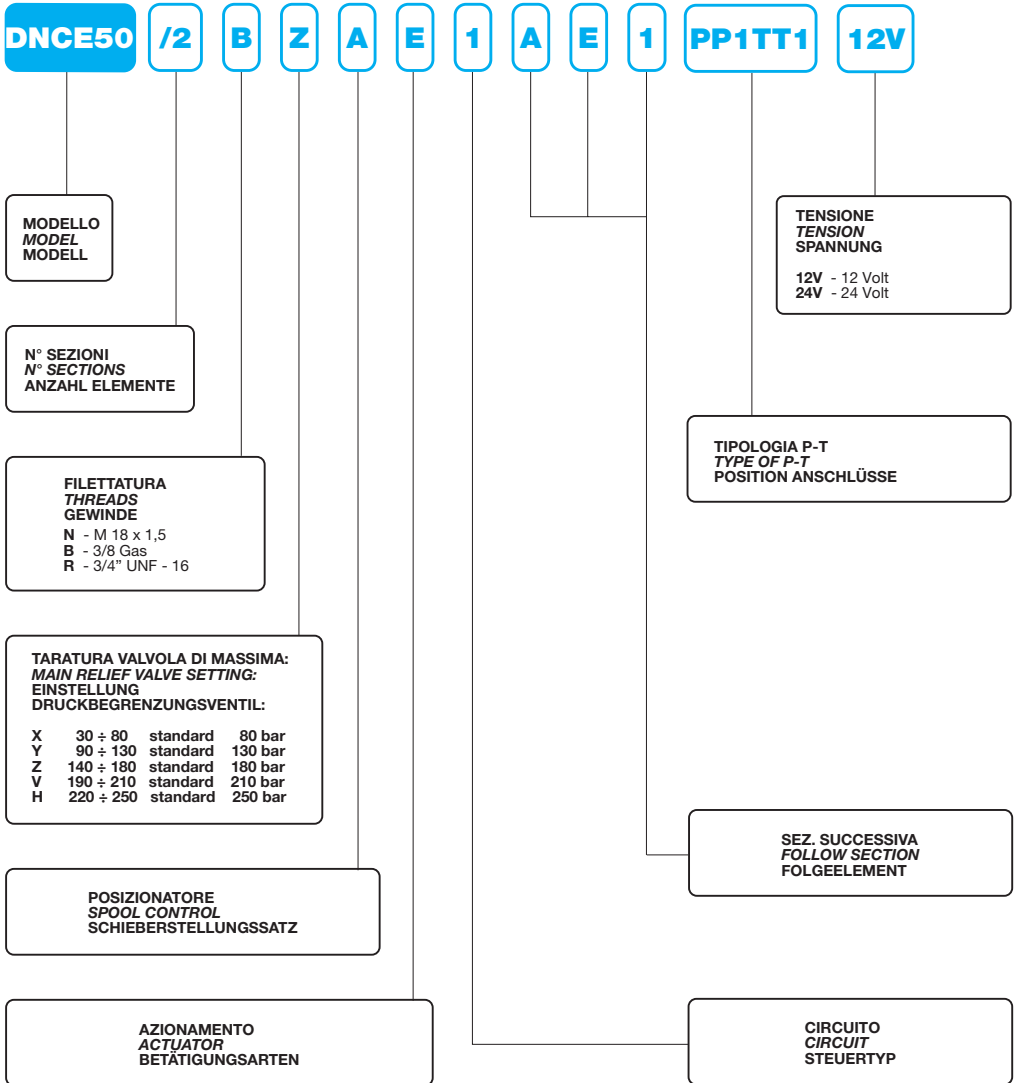 DNCE50 /2 B Z A E 1 A E 1 PP1TT1 12V
MODELLO
MODEL
MODELL
TENSIONE
TENSION
SPANNUNG
12V - 12 Volt
24V - 24 Volt
N° SEZIONI
N° SECTIONS
ANZAHL ELEMENTE
TIPOLOGIA P-T
TYPE OF P-T
POSITION ANSCHLÜSSE
FILETTATURA
THREADS
GEWINDE
N - M 18 x 1,5
B - 3/8 Gas
R - 3/4” UNF - 16
TARATURA VALVOLA DI MASSIMA:
MAIN RELIEF VALVE SETTING:
EINSTELLUNG
DRUCKBEGRENZUNGSVENTIL:
X 30 ÷ 80 standard 80 bar
Y 90 ÷ 130 standard 130 bar
Z 140 ÷ 180 standard 180 bar
V 190 ÷ 210 standard 210 bar
H 220 ÷ 250 standard 250 bar
SEZ. SUCCESSIVA
FOLLOW SECTION
FOLGEELEMENT
POSIZIONATORE
SPOOL CONTROL
SCHIEBERSTELLUNGSSATZ
AZIONAMENTO
ACTUATOR
BETÄTIGUNGSARTEN
CIRCUITO
CIRCUIT
STEUERTYP